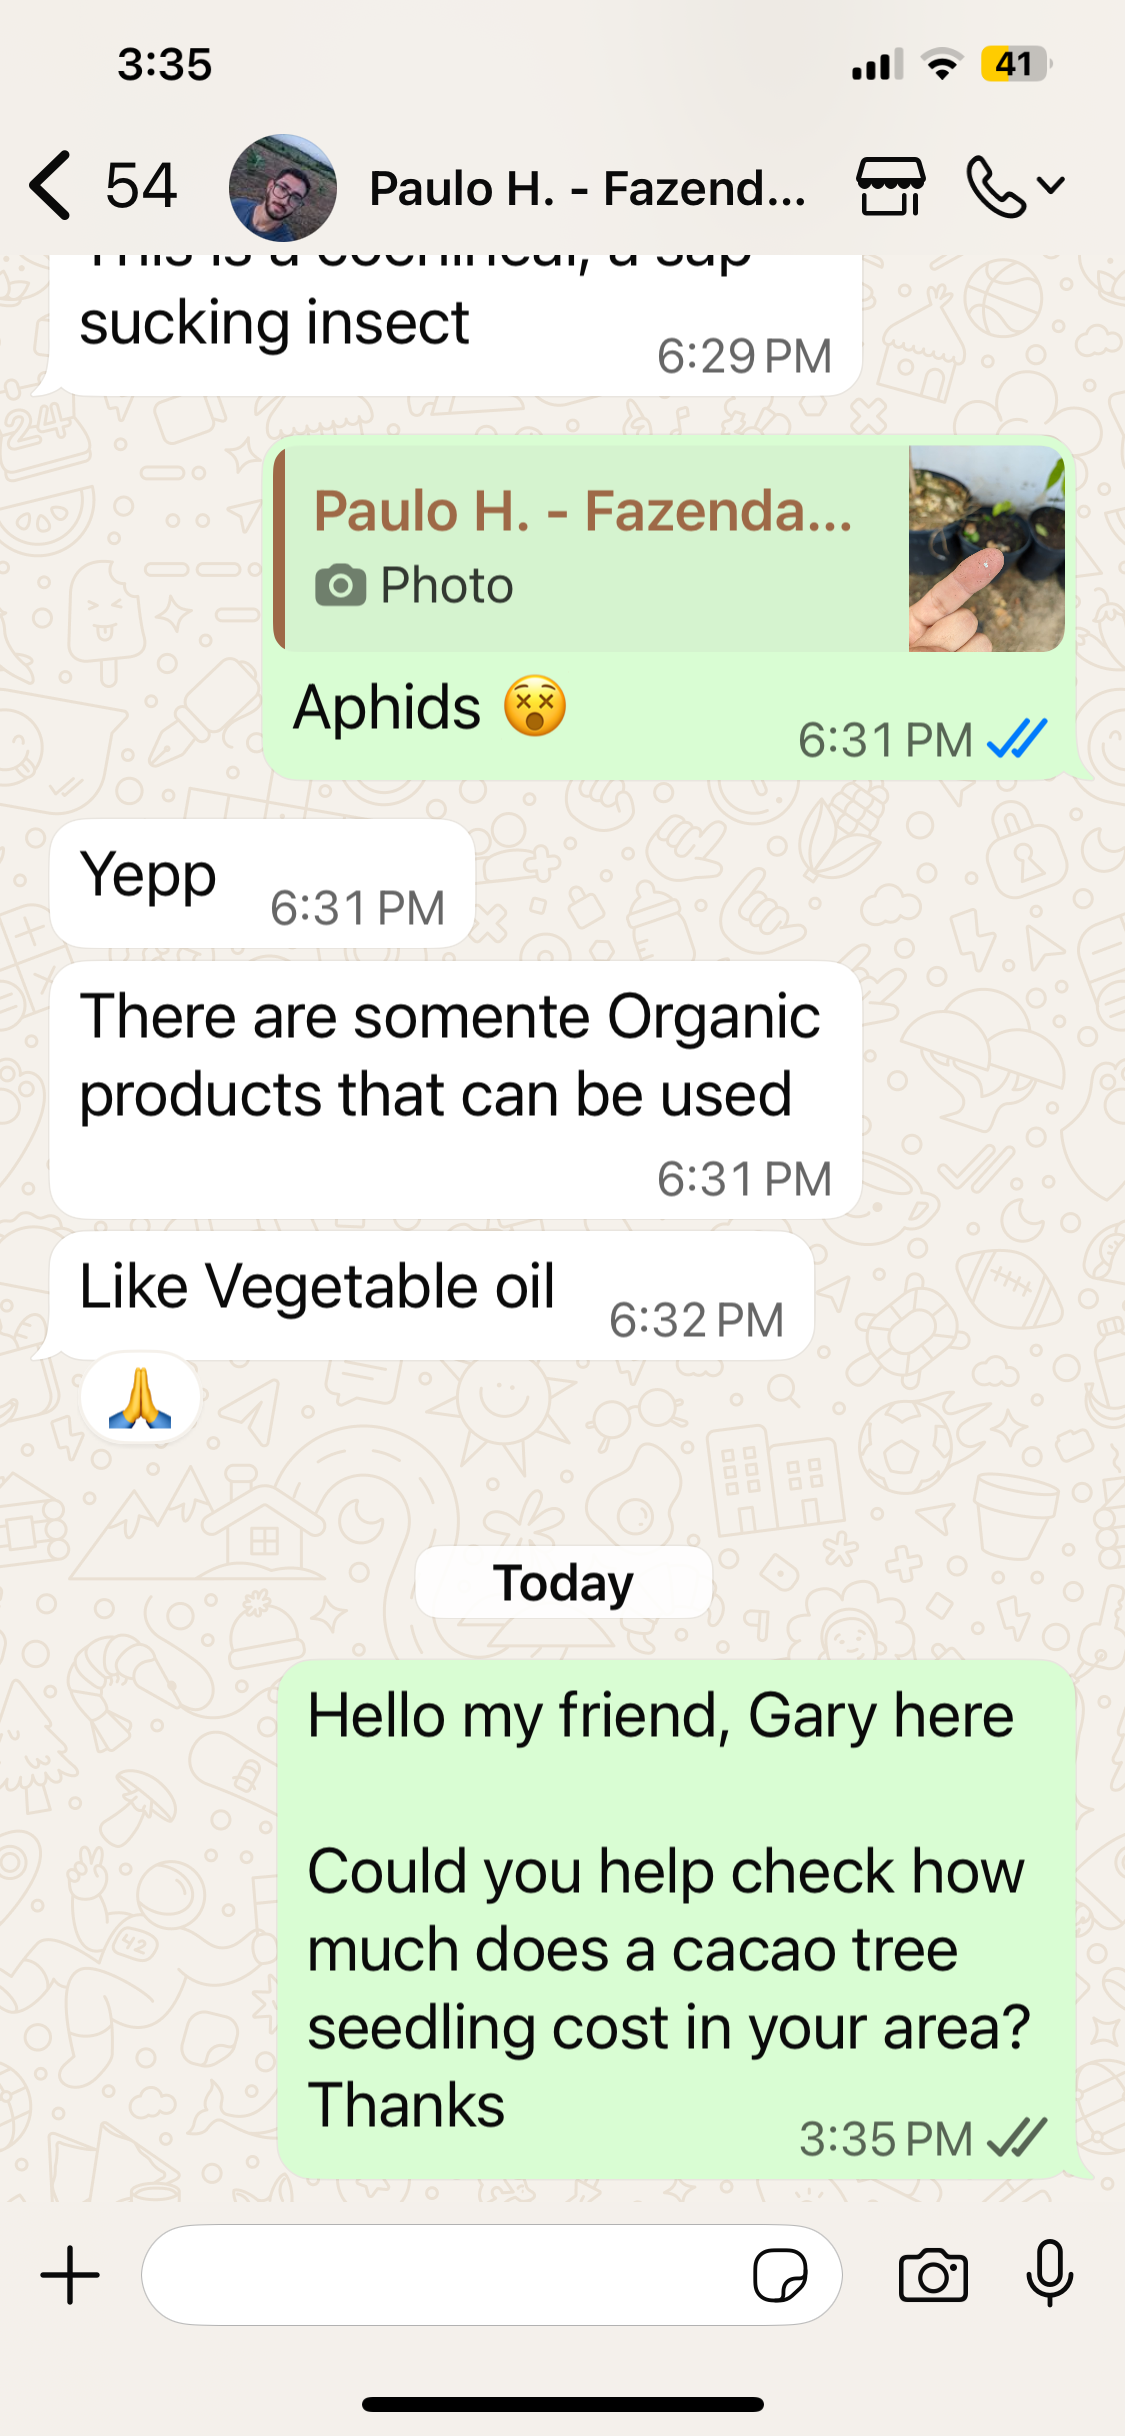 3:35
41
54
Paulo H. - Fazend...
sucking insect
6:29 PM
Paulo H. - Fazenda...
Photo
Aphids 😵
6:31 PM
Yepp
6:31 PM
There are somente Organic
products that can be used
6:31 PM
Like Vegetable oil
6:32 PM
🙏
Today
Hello my friend, Gary here
Could you help check how
much does a cacao tree
seedling cost in your area?
Thanks
3:35 PM